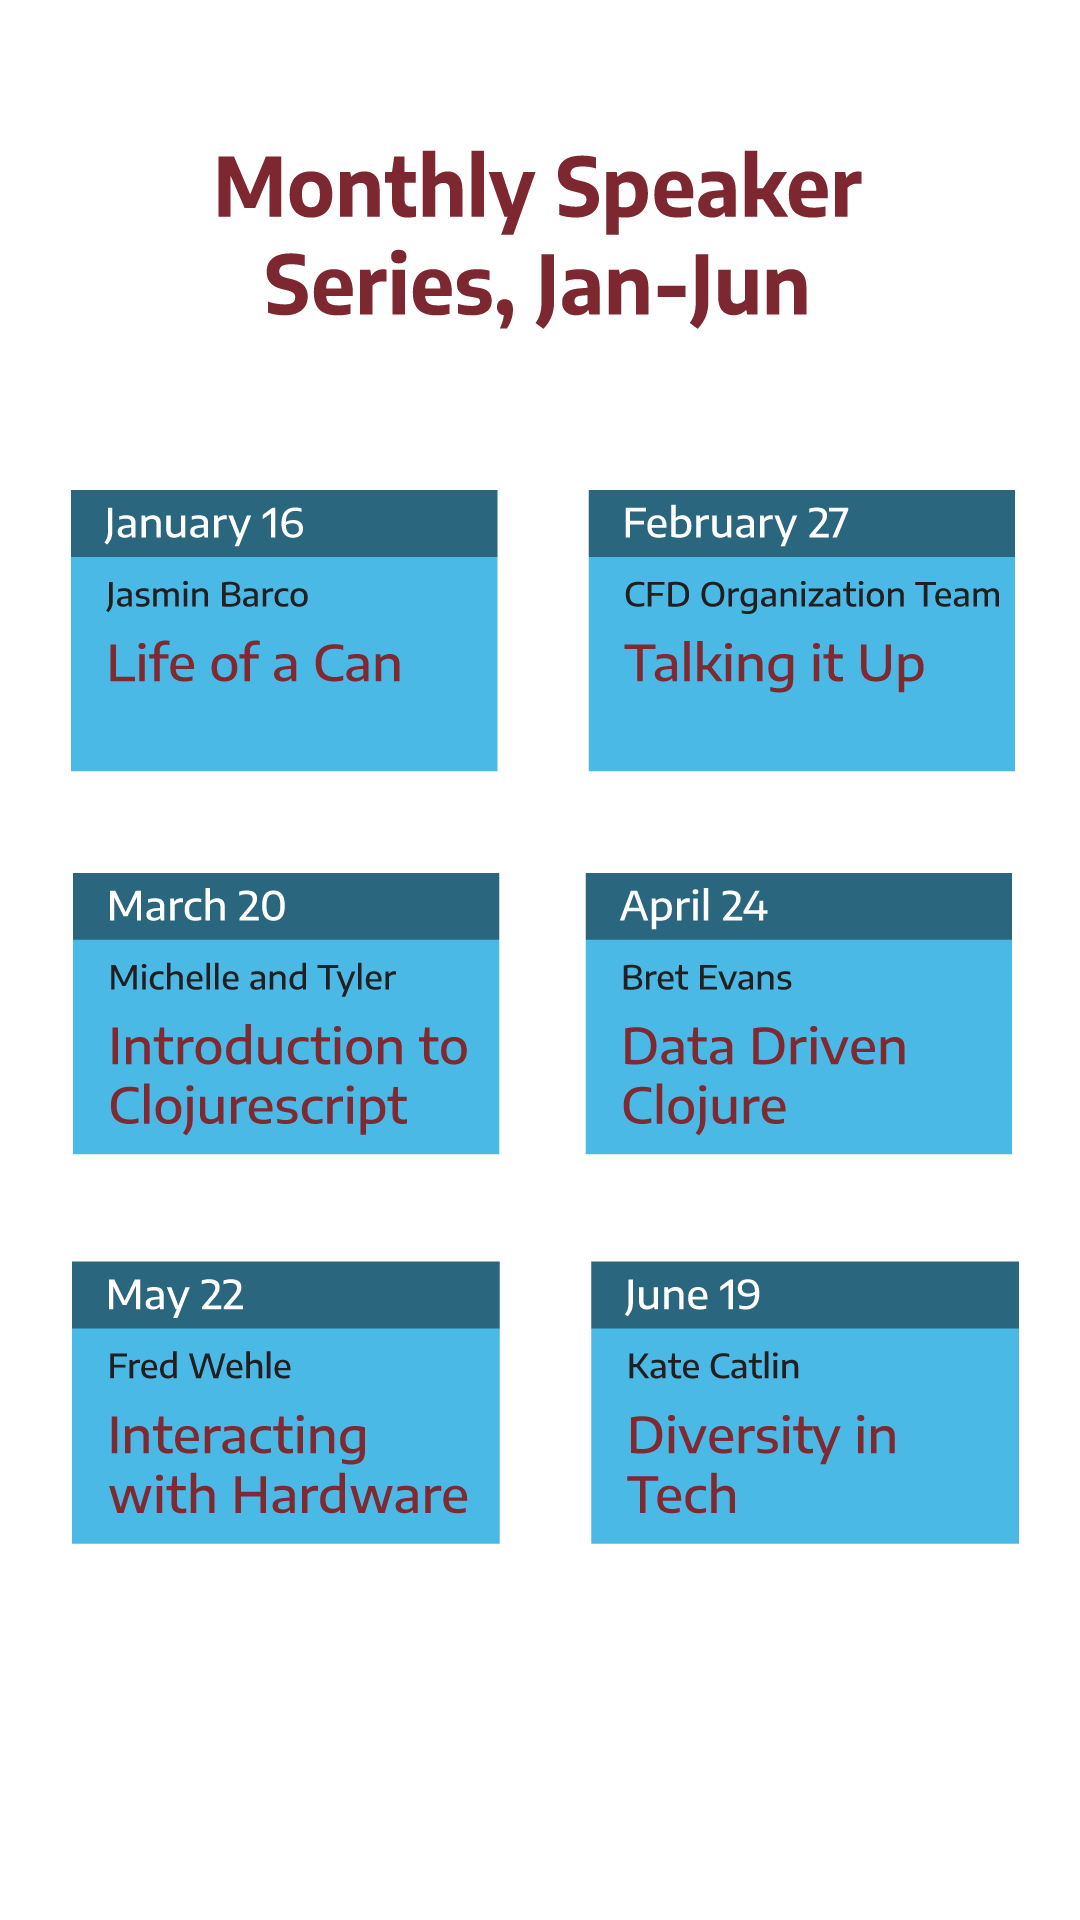 Monthly Speaker
Series, Jan-Jun
January 16
Jasmin Barco
Life of a Can
February 27
CFD Organization Team
Talking it Up
March 20
Michelle and Tyler
Introduction to
Clojurescript
April 24
Bret Evans
Data Driven
Clojure
May 22
Fred Wehle
Interacting
with Hardware
June 19
Kate Catlin
Diversity in
Tech